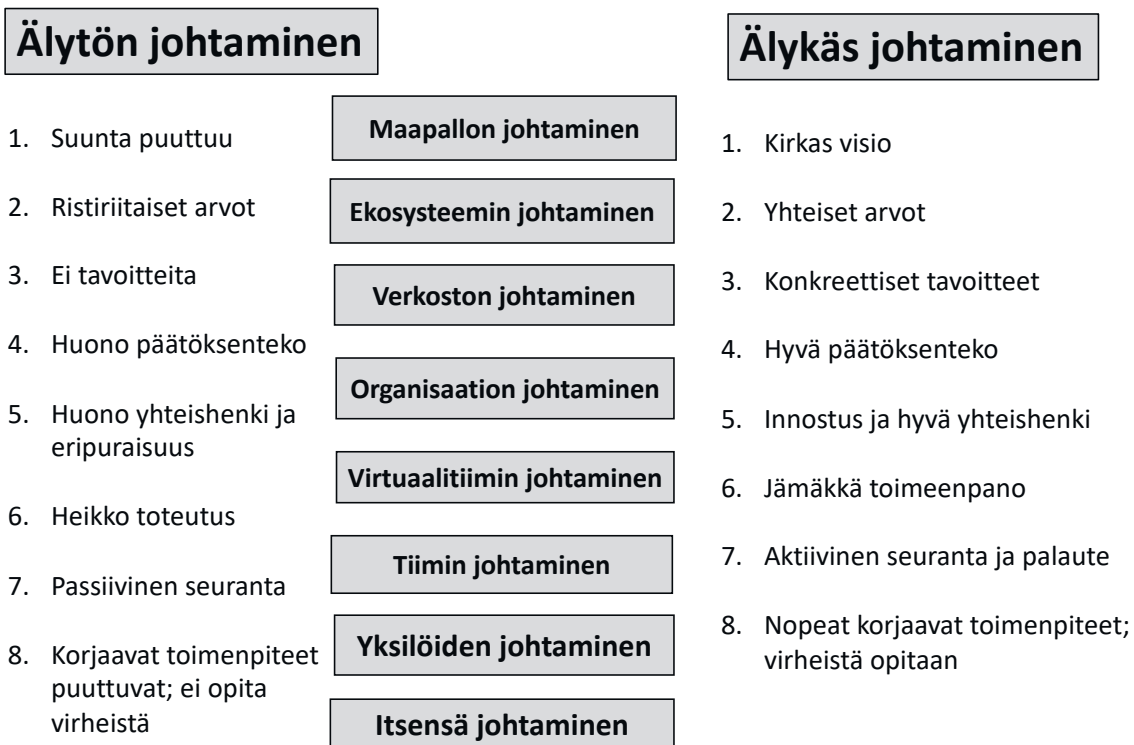 Älytön johtaminen
1. Suunta puuttuu
2. Ristiriitaiset arvot
3. Ei tavoitteita
4. Huono päätöksenteko
5. Huono yhteishenki ja
eripuraisuus
6. Heikko toteutus
7. Passiivinen seuranta
8. Korjaavat toimenpiteet
puuttuvat; ei opita
virheistä
Maapallon johtaminen
Ekosysteemin johtaminen
Verkoston johtaminen
Organisaation johtaminen
Virtuaalitiimin johtaminen
Tiimin johtaminen
Yksilöiden johtaminen
Itsensä johtaminen
Älykäs johtaminen
1. Kirkas visio
2. Yhteiset arvot
3. Konkreettiset tavoitteet
4. Hyvä päätöksenteko
5. Innostus ja hyvä yhteishenki
6. Jämäkkä toimeenpano
7. Aktiivinen seuranta ja palaute
8. Nopeat korjaavat toimenpiteet;
virheistä opitaan